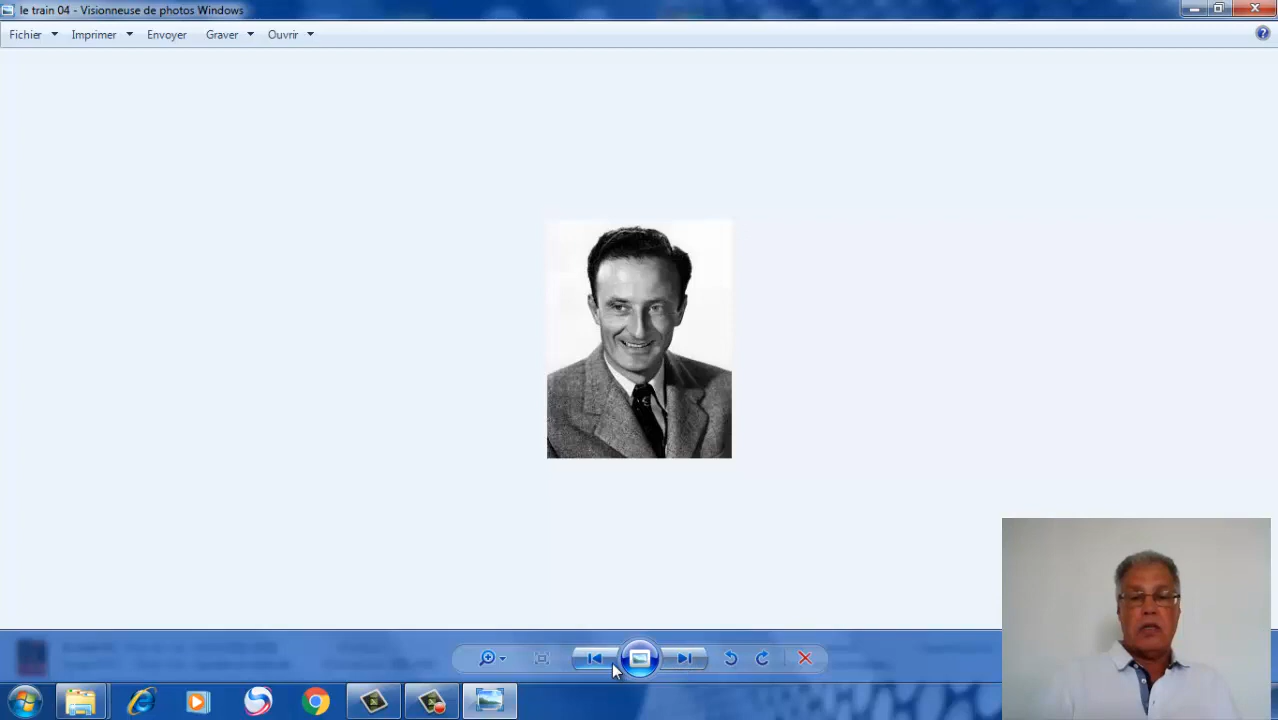 le train 04 - Visionneuse de photos Windows
Fichier Imprimer Envoyer Graver Ouvrir